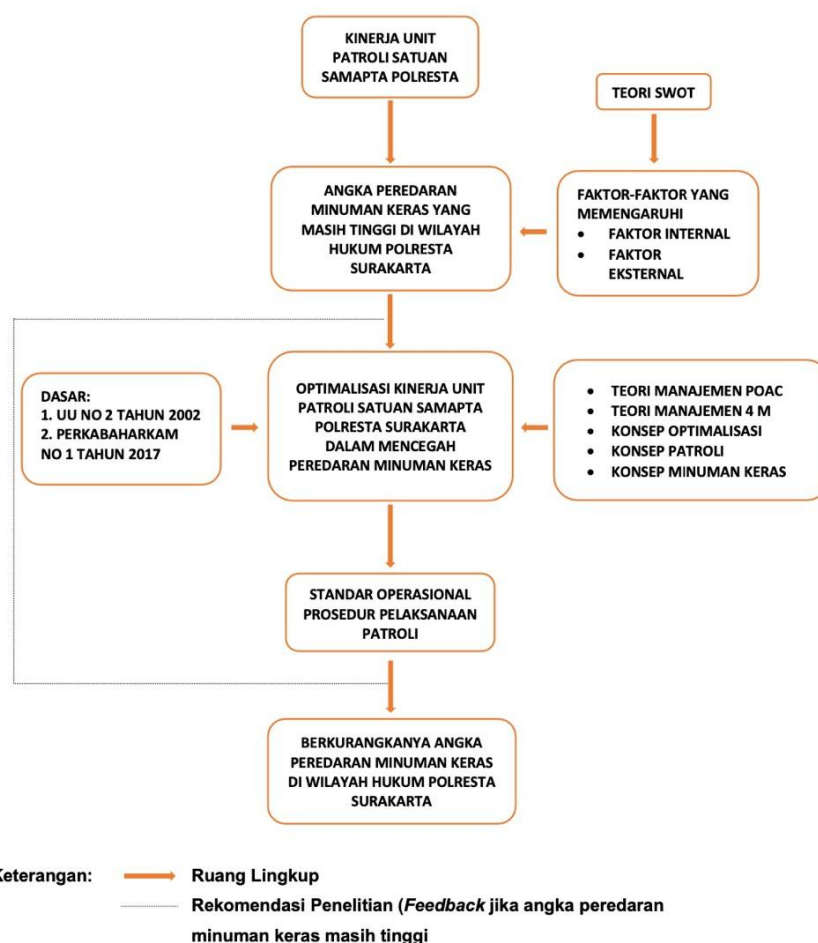 KINERJA UNIT
PATROLI SATUAN
SAMAPTA POLRESTA
TEORI SWOT
ANGKA PEREDARAN
MINUMAN KERAS YANG
MASIH TINGGI DI WILAYAH
HUKUM POLRESTA
SURAKARTA
FAKTOR-FAKTOR YANG
MEMENGARUHI
• FAKTOR INTERNAL
• FAKTOR
EKSTERNAL
DASAR:
1. UU NO 2 TAHUN 2002
2. PERKABAHARKAM
NO 1 TAHUN 2017
OPTIMALISASI KINERJA UNIT
PATROLI SATUAN SAMAPTA
POLRESTA SURAKARTA
DALAM MENCEGAH
PEREDARAN MINUMAN KERAS
• TEORI MANAJEMEN POAC
• TEORI MANAJEMEN 4 M
• KONSEP OPTIMALISASI
• KONSEP PATROLI
• KONSEP MINUMAN KERAS
STANDAR OPERASIONAL
PROSEDUR PELAKSANAAN
PATROLI
BERKURANGKANYA ANGKA
PEREDARAN MINUMAN KERAS
DI WILAYAH HUKUM POLRESTA
SURAKARTA
Keterangan: Ruang Lingkup
Rekomendasi Penelitian (Feedback jika angka peredaran
minuman keras masih tinggi